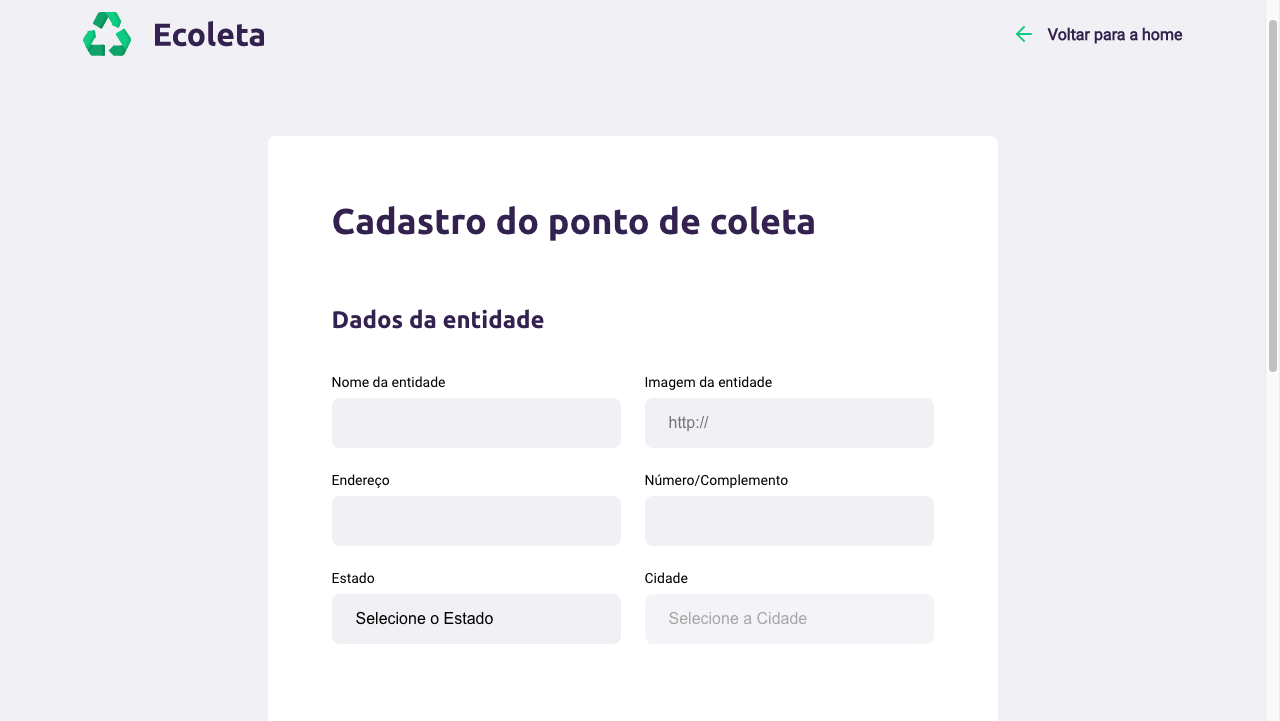 Ecoleta
Voltar para a home
Cadastro do ponto de coleta
Dados da entidade
Nome da entidade
Imagem da entidade
http://
Endereço
Número/Complemento
Estado
Cidade
Selecione o Estado
Selecione a Cidade